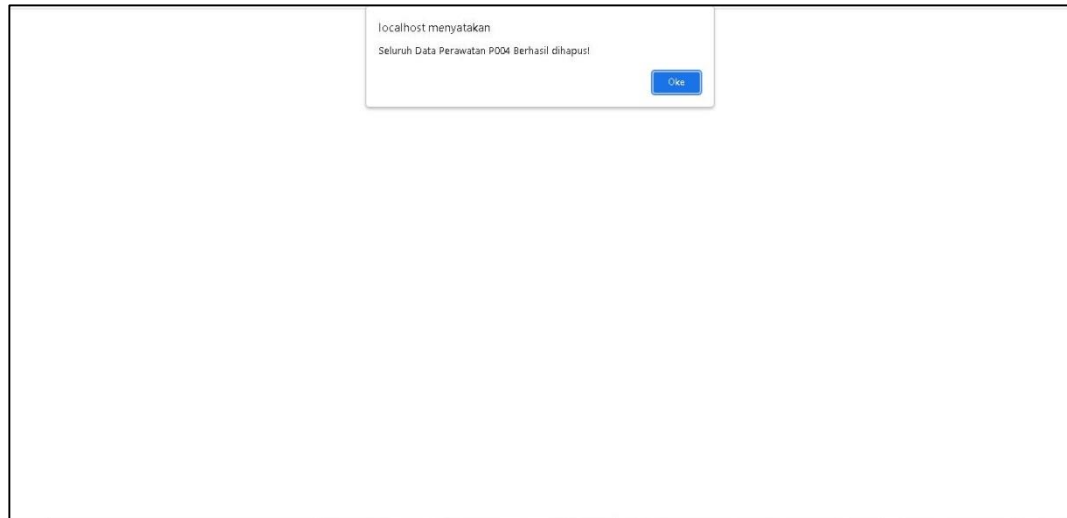 localhost menyatakan
Seluruh Data Perawatan P004 Berhasil dihapus!
Oke